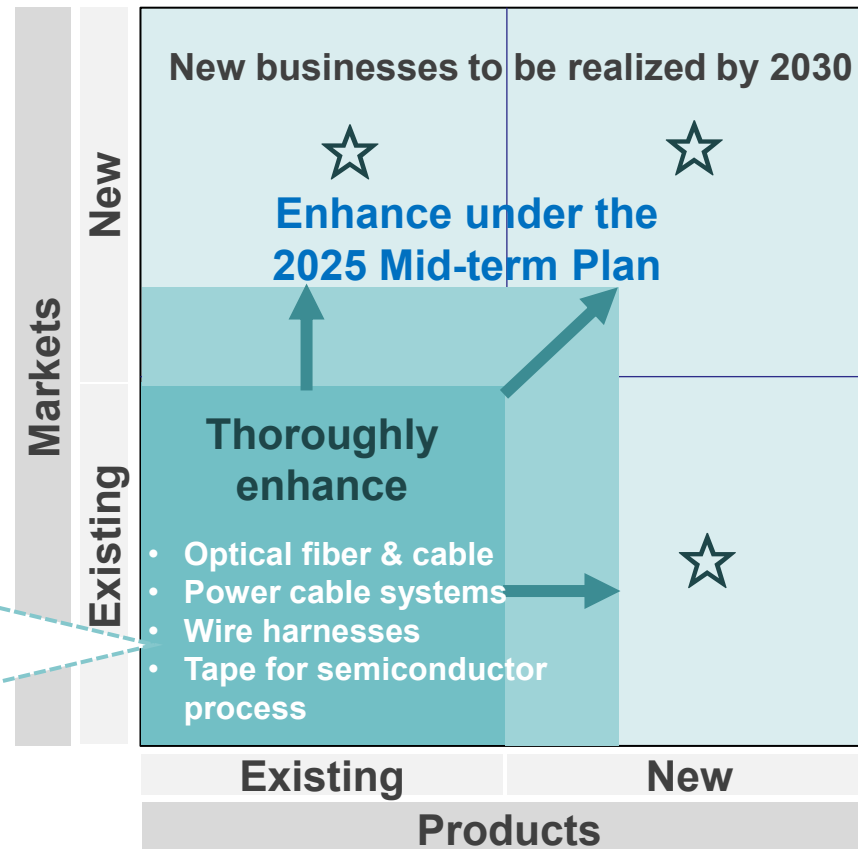 New businesses to be realized by 2030
Enhance under the
2025 Mid-term Plan
Markets
New
Existing
Thoroughly
enhance
• Optical fiber & cable
• Power cable systems
• Wire harnesses
• Tape for semiconductor
process
Existing
New
Products